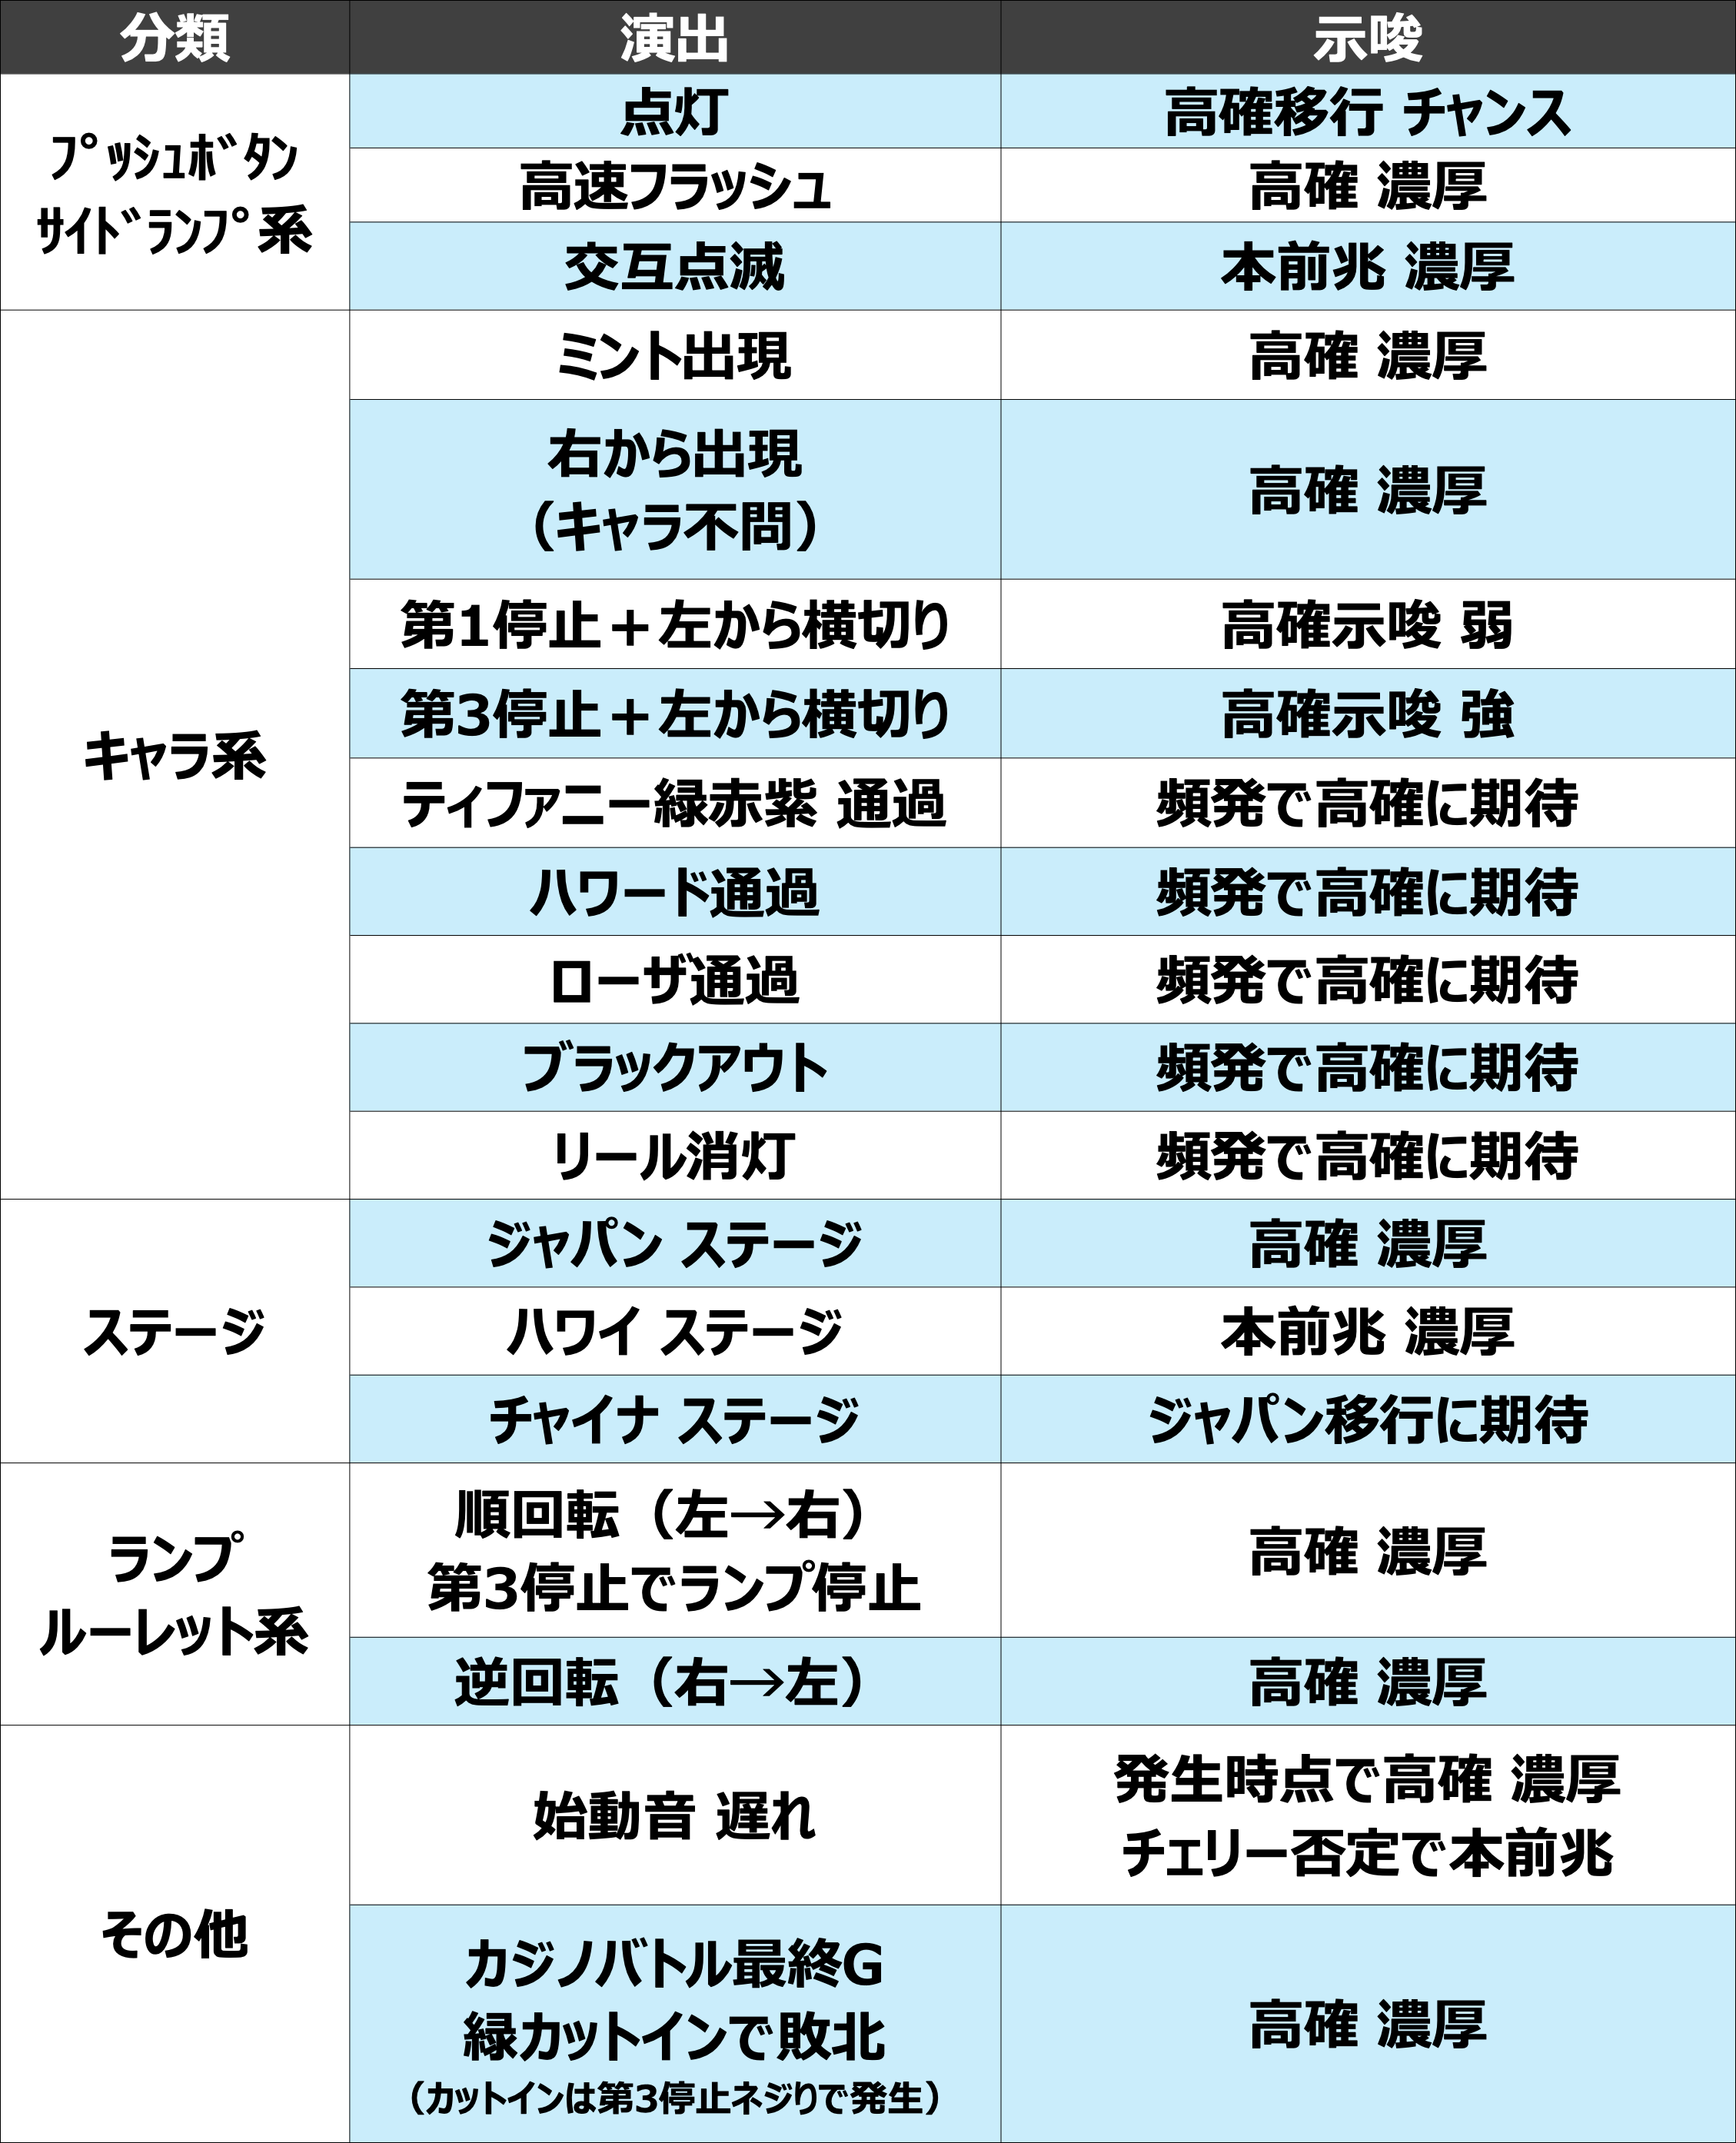 分類 演出 示唆
ﾌﾟｯｼｭﾎﾞﾀﾝ
ｻｲﾄﾞﾗﾝﾌﾟ系
点灯 高確移行 チャンス
高速フラッシュ 高確 濃厚
交互点滅 本前兆 濃厚
キャラ系
ミント出現 高確 濃厚
右から出現
（キャラ不問）
高確 濃厚
第1停止＋左から横切り 高確示唆 弱
第3停止＋左から横切り 高確示唆 強
ティファニー緑赤紫 通過 頻発で高確に期待
ハワード通過 頻発で高確に期待
ローザ通過 頻発で高確に期待
ブラックアウト 頻発で高確に期待
リール消灯 頻発で高確に期待
ステージ
ジャパン ステージ 高確 濃厚
ハワイ ステージ 本前兆 濃厚
チャイナ ステージ ジャパン移行に期待
ランプ
ルーレット系
順回転（左→右）
第3停止でランプ停止
高確 濃厚
逆回転（右→左） 高確 濃厚
その他
始動音 遅れ
発生時点で高確 濃厚
チェリー否定で本前兆
カジノバトル最終G
緑カットインで敗北
（カットインは第3停止ネジりで発生）
高確 濃厚